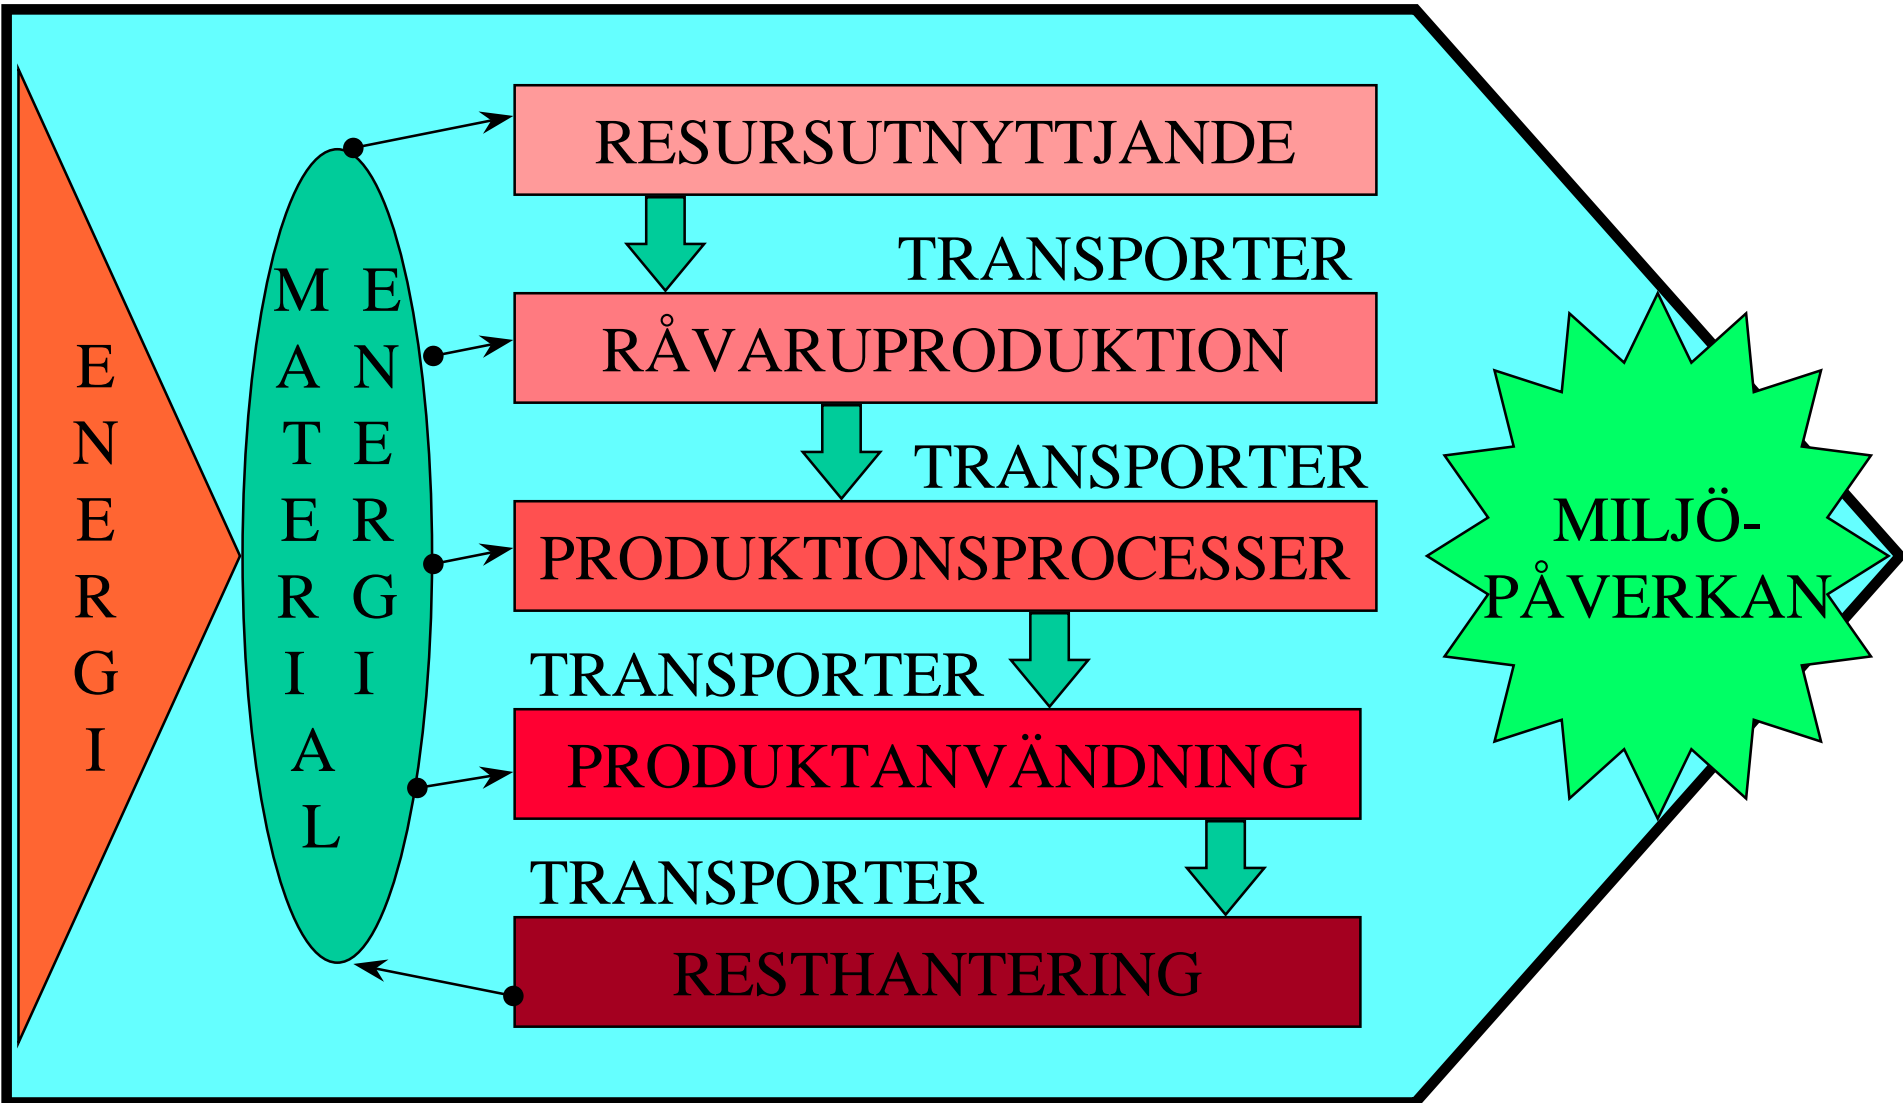 ENERGI
MATERIAL
ENERGI
RESURSUTNYTTJANDE
TRANSPORTER
RÅVARUPRODUKTION
TRANSPORTER
PRODUKTIONSPROCESSER
TRANSPORTER
PRODUKTANVÄNDNING
TRANSPORTER
RESTHANTERING
MILJÖ-
PÅVERKAN